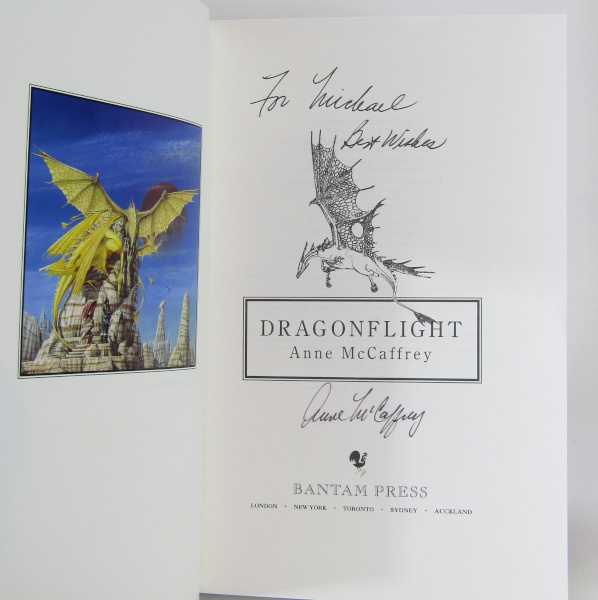 For Michael
Best Wishes
DRAGONFLIGHT
Anne McCaffrey
Anne McCaffrey
BANTAM PRESS
LONDON · NEW YORK · TORONTO · SYDNEY · AUCKLAND